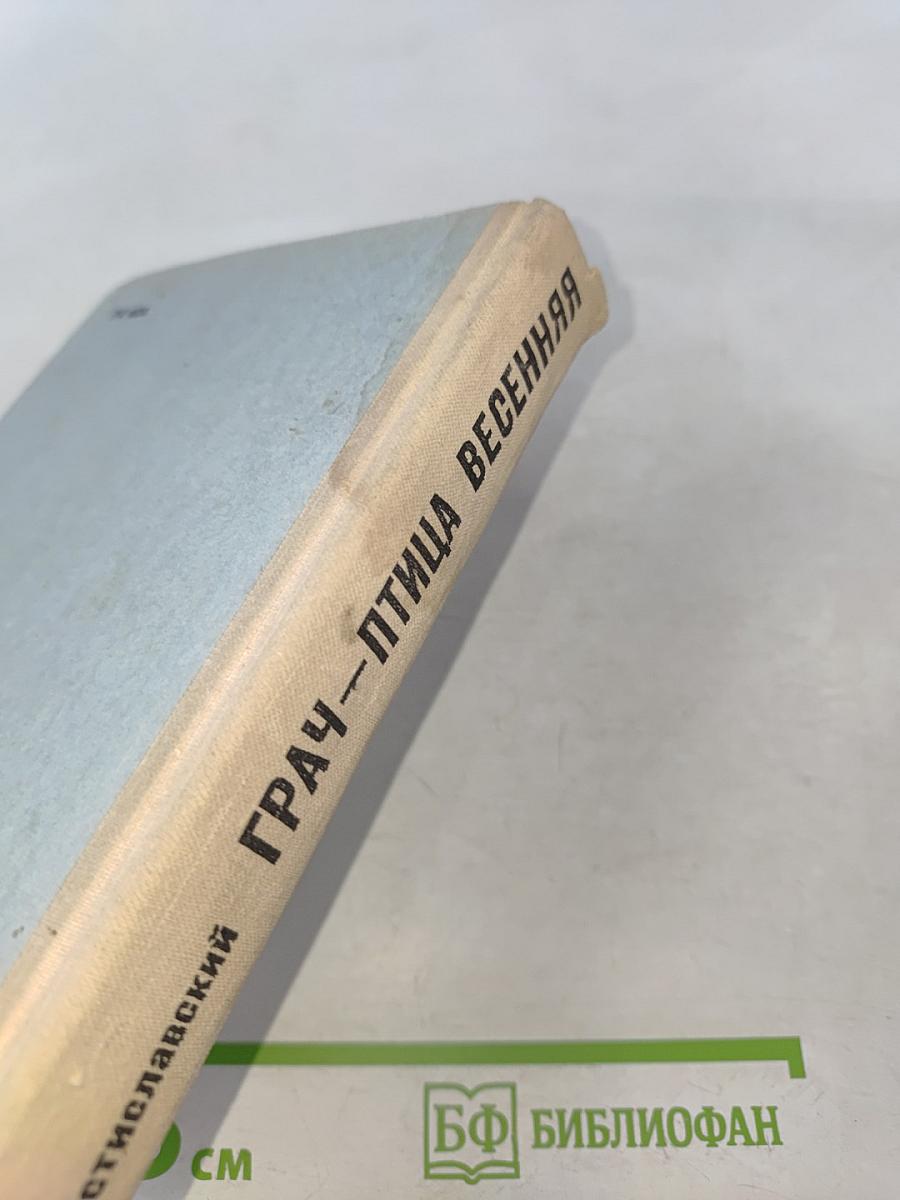 ГРАЧ—ПТИЦА ВЕСЕННЯЯ
стиславский
см
БФ БИБЛИОФАН